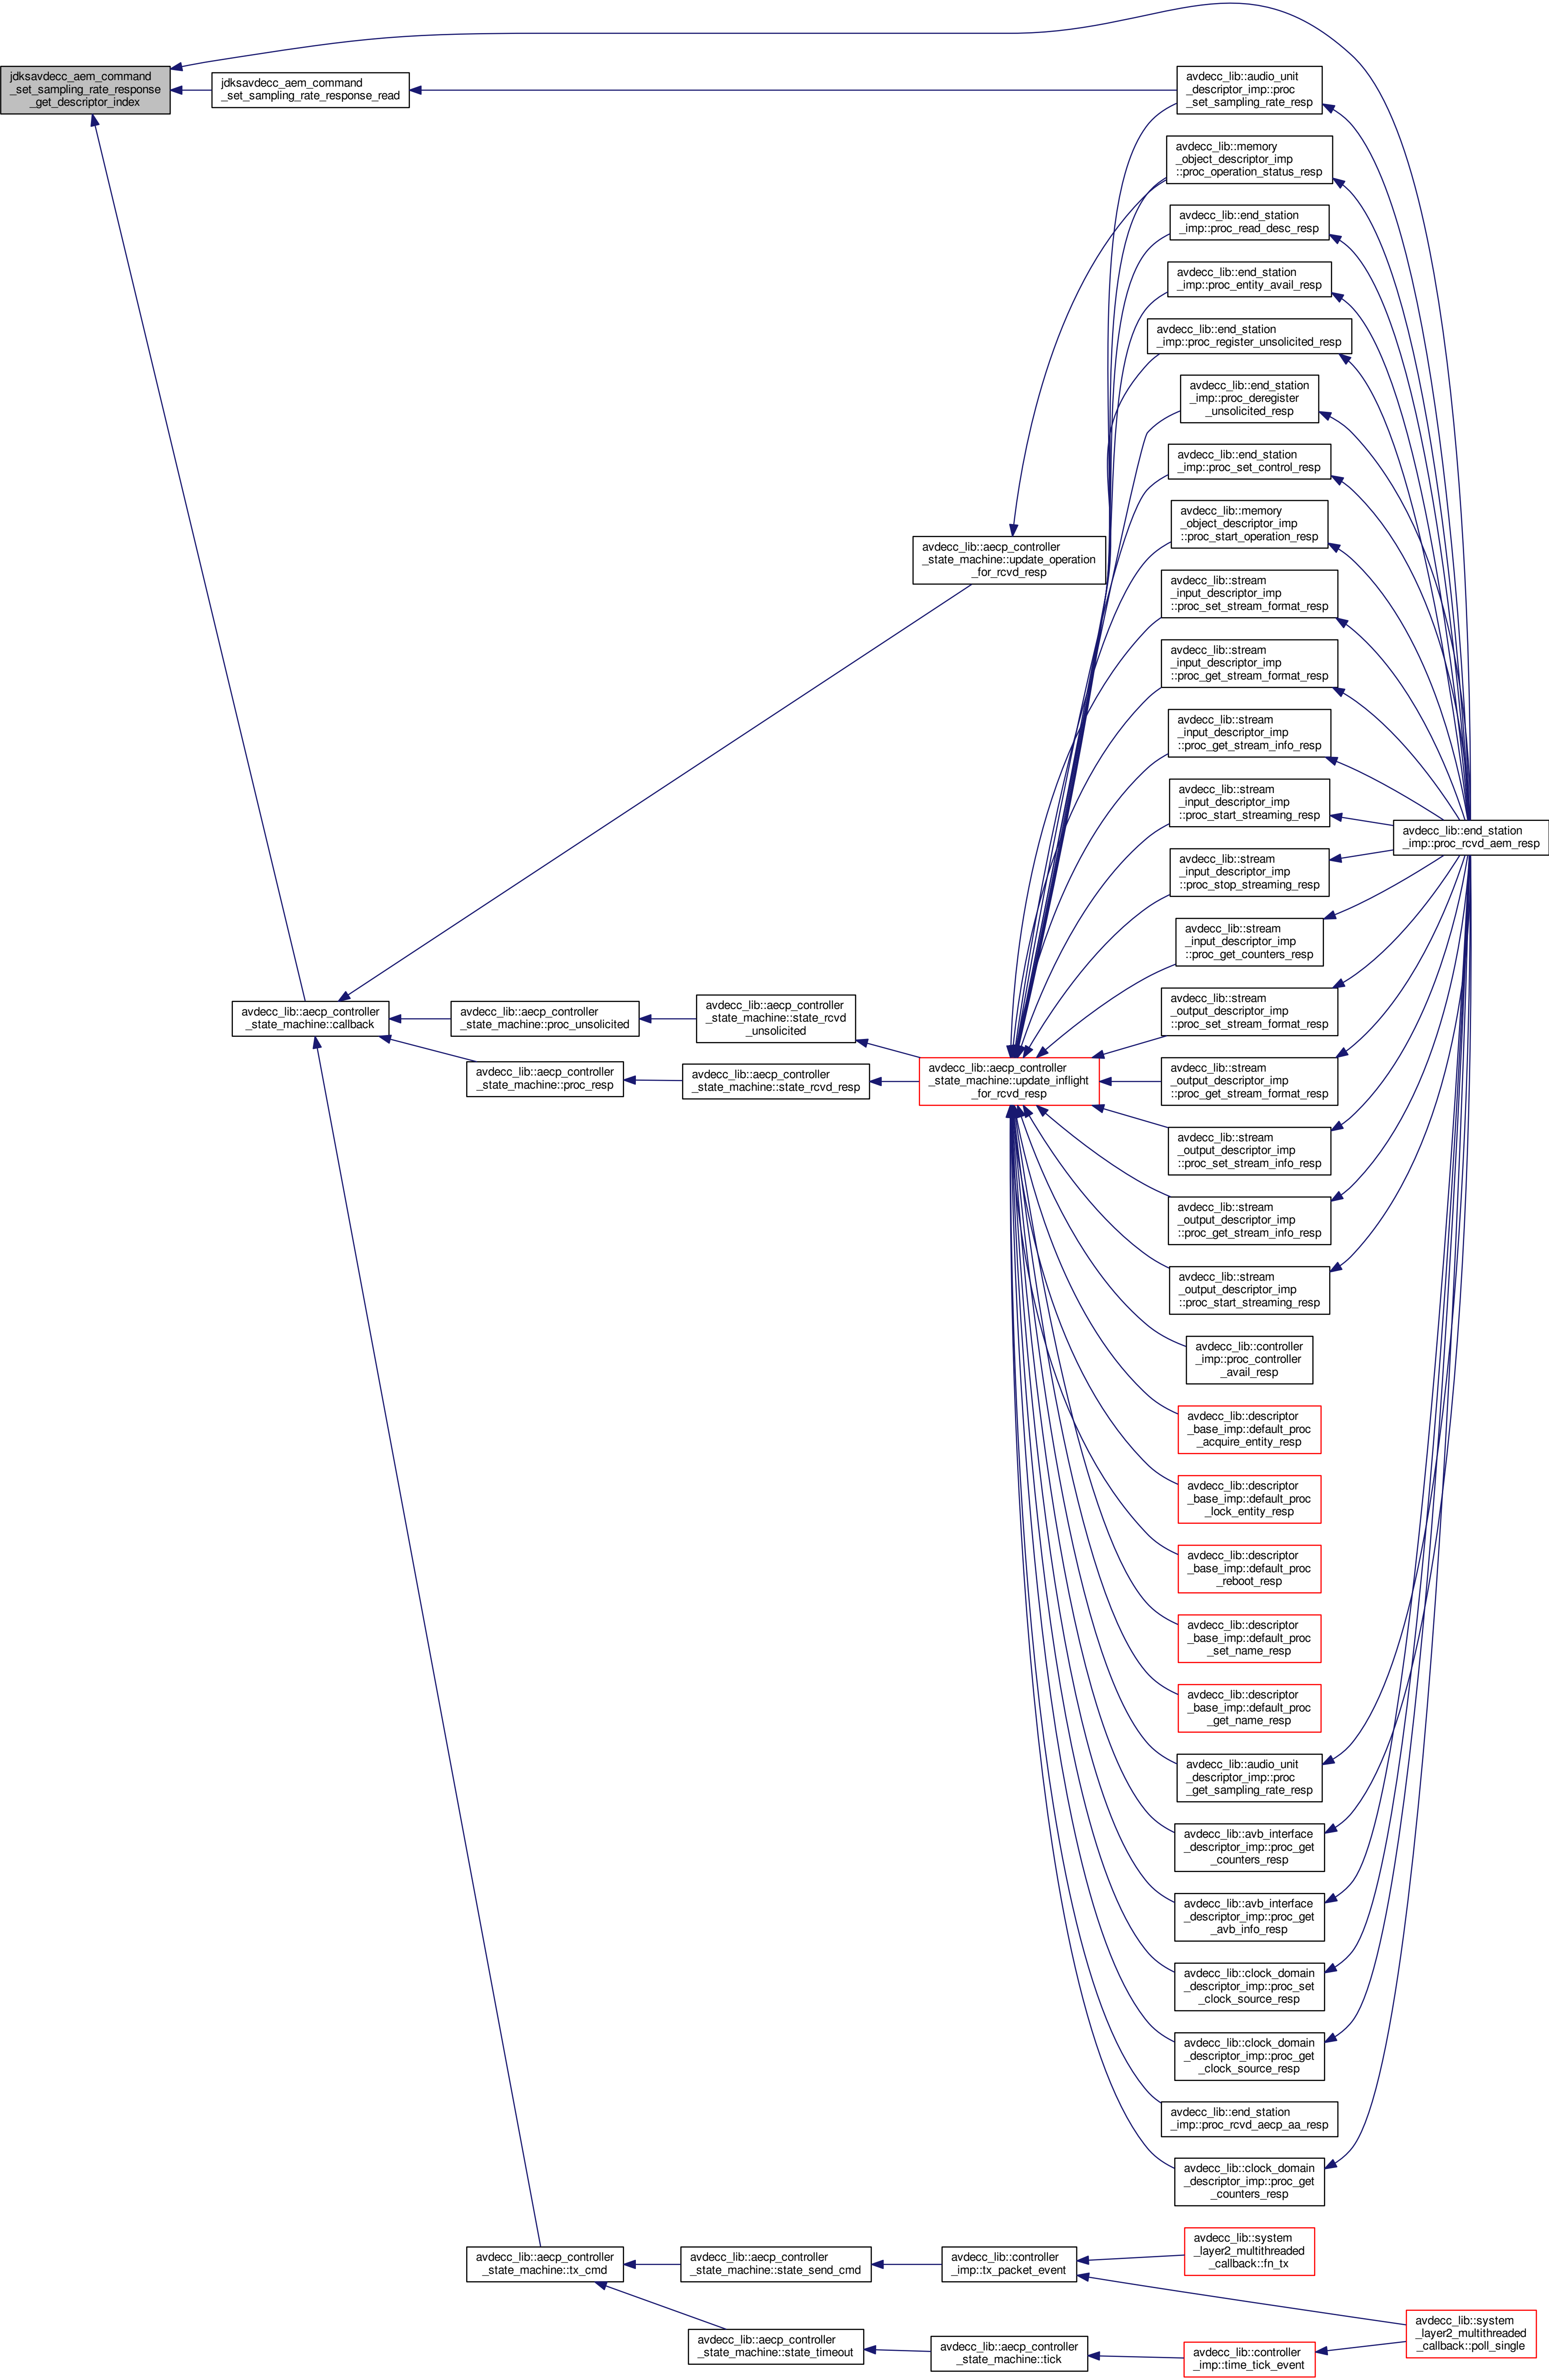 jdksavdecc_aem_command
_set_sampling_rate_response
_get_descriptor_index
jdksavdecc_aem_command
_set_sampling_rate_response_read
avdecc_lib::audio_unit
_descriptor_imp::proc
_set_sampling_rate_resp
avdecc_lib::memory
_object_descriptor_imp
::proc_operation_status_resp
avdecc_lib::end_station
_imp::proc_read_desc_resp
avdecc_lib::end_station
_imp::proc_entity_avail_resp
avdecc_lib::end_station
_imp::proc_register_unsolicited_resp
avdecc_lib::end_station
_imp::proc_deregister
_unsolicited_resp
avdecc_lib::end_station
_imp::proc_set_control_resp
avdecc_lib::memory
_object_descriptor_imp
::proc_start_operation_resp
avdecc_lib::aecp_controller
_state_machine::update_operation
_for_rcvd_resp
avdecc_lib::stream
_input_descriptor_imp
::proc_set_stream_format_resp
avdecc_lib::stream
_input_descriptor_imp
::proc_get_stream_format_resp
avdecc_lib::stream
_input_descriptor_imp
::proc_get_stream_info_resp
avdecc_lib::stream
_input_descriptor_imp
::proc_start_streaming_resp
avdecc_lib::end_station
_imp::proc_rcvd_aem_resp
avdecc_lib::stream
_input_descriptor_imp
::proc_stop_streaming_resp
avdecc_lib::stream
_input_descriptor_imp
::proc_get_counters_resp
avdecc_lib::aecp_controller
_state_machine::callback
avdecc_lib::aecp_controller
_state_machine::proc_unsolicited
avdecc_lib::aecp_controller
_state_machine::state_rcvd
_unsolicited
avdecc_lib::stream
_output_descriptor_imp
::proc_set_stream_format_resp
avdecc_lib::aecp_controller
_state_machine::proc_resp
avdecc_lib::aecp_controller
_state_machine::state_rcvd_resp
avdecc_lib::aecp_controller
_state_machine::update_inflight
_for_rcvd_resp
avdecc_lib::stream
_output_descriptor_imp
::proc_get_stream_format_resp
avdecc_lib::stream
_output_descriptor_imp
::proc_set_stream_info_resp
avdecc_lib::stream
_output_descriptor_imp
::proc_get_stream_info_resp
avdecc_lib::stream
_output_descriptor_imp
::proc_start_streaming_resp
avdecc_lib::controller
_imp::proc_controller
_avail_resp
avdecc_lib::descriptor
_base_imp::default_proc
_acquire_entity_resp
avdecc_lib::descriptor
_base_imp::default_proc
_lock_entity_resp
avdecc_lib::descriptor
_base_imp::default_proc
_reboot_resp
avdecc_lib::descriptor
_base_imp::default_proc
_set_name_resp
avdecc_lib::descriptor
_base_imp::default_proc
_get_name_resp
avdecc_lib::audio_unit
_descriptor_imp::proc
_get_sampling_rate_resp
avdecc_lib::avb_interface
_descriptor_imp::proc_get
_counters_resp
avdecc_lib::avb_interface
_descriptor_imp::proc_get
_avb_info_resp
avdecc_lib::clock_domain
_descriptor_imp::proc_set
_clock_source_resp
avdecc_lib::clock_domain
_descriptor_imp::proc_get
_clock_source_resp
avdecc_lib::end_station
_imp::proc_rcvd_aecp_aa_resp
avdecc_lib::clock_domain
_descriptor_imp::proc_get
_counters_resp
avdecc_lib::aecp_controller
_state_machine::tx_cmd
avdecc_lib::aecp_controller
_state_machine::state_send_cmd
avdecc_lib::controller
_imp::tx_packet_event
avdecc_lib::system
_layer2_multithreaded
_callback::fn_tx
avdecc_lib::aecp_controller
_state_machine::state_timeout
avdecc_lib::aecp_controller
_state_machine::tick
avdecc_lib::controller
_imp::time_tick_event
avdecc_lib::system
_layer2_multithreaded
_callback::poll_single